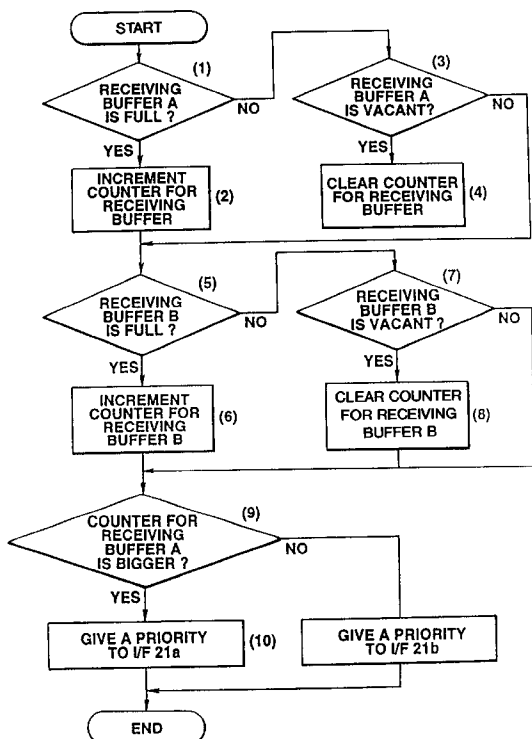 START
(1)
RECEIVING
BUFFER A
IS FULL ?
NO
YES
(3)
RECEIVING
BUFFER A
IS VACANT?
NO
YES
INCREMENT
COUNTER FOR
RECEIVING
BUFFER
(2)
CLEAR COUNTER
FOR RECEIVING
BUFFER
(4)
(5)
RECEIVING
BUFFER B
IS FULL ?
NO
YES
(7)
RECEIVING
BUFFER B
IS VACANT ?
NO
YES
INCREMENT
COUNTER FOR
RECEIVING
BUFFER B
(6)
CLEAR COUNTER
FOR RECEIVING
BUFFER B
(8)
(9)
COUNTER FOR
RECEIVING
BUFFER A
IS BIGGER ?
NO
YES
GIVE A PRIORITY
TO I/F 21a
(10)
GIVE A PRIORITY
TO I/F 21b
END